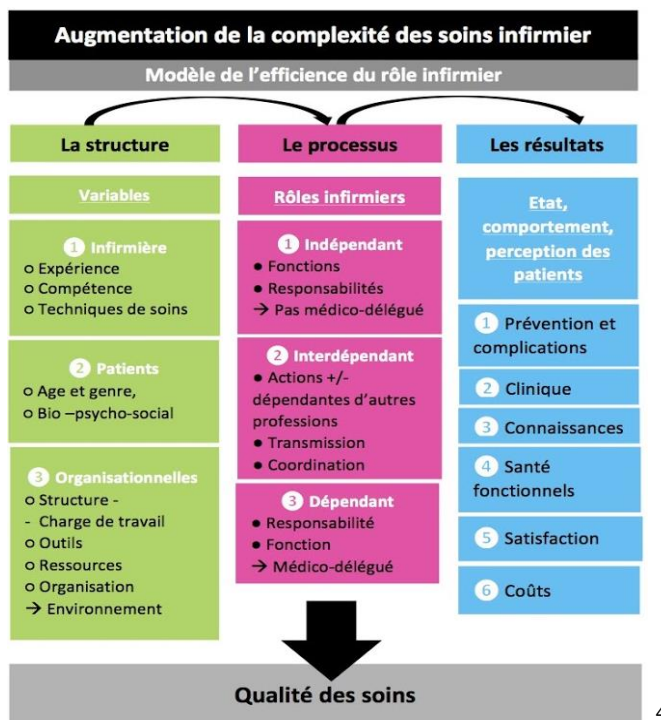 Augmentation de la complexité des soins infirmier
Modèle de l'efficience du rôle infirmier
La structure
Variables
1 Infirmière
o Expérience
o Compétence
o Techniques de soins
2 Patients
o Age et genre,
o Bio –psycho-social
3 Organisationnelles
o Structure -
- Charge de travail
o Outils
o Ressources
o Organisation
→ Environnement
Le processus
Rôles infirmiers
1 Indépendant
● Fonctions
● Responsabilités
→ Pas médico-délégué
2 Interdépendant
● Actions +/-
dépendantes d'autres
professions
● Transmission
● Coordination
3 Dépendant
● Responsabilité
● Fonction
→ Médico-délégué
Les résultats
Etat,
comportement,
perception des
patients
1 Prévention et
complications
2 Clinique
3 Connaissances
4 Santé
fonctionnels
5 Satisfaction
6 Coûts
Qualité des soins